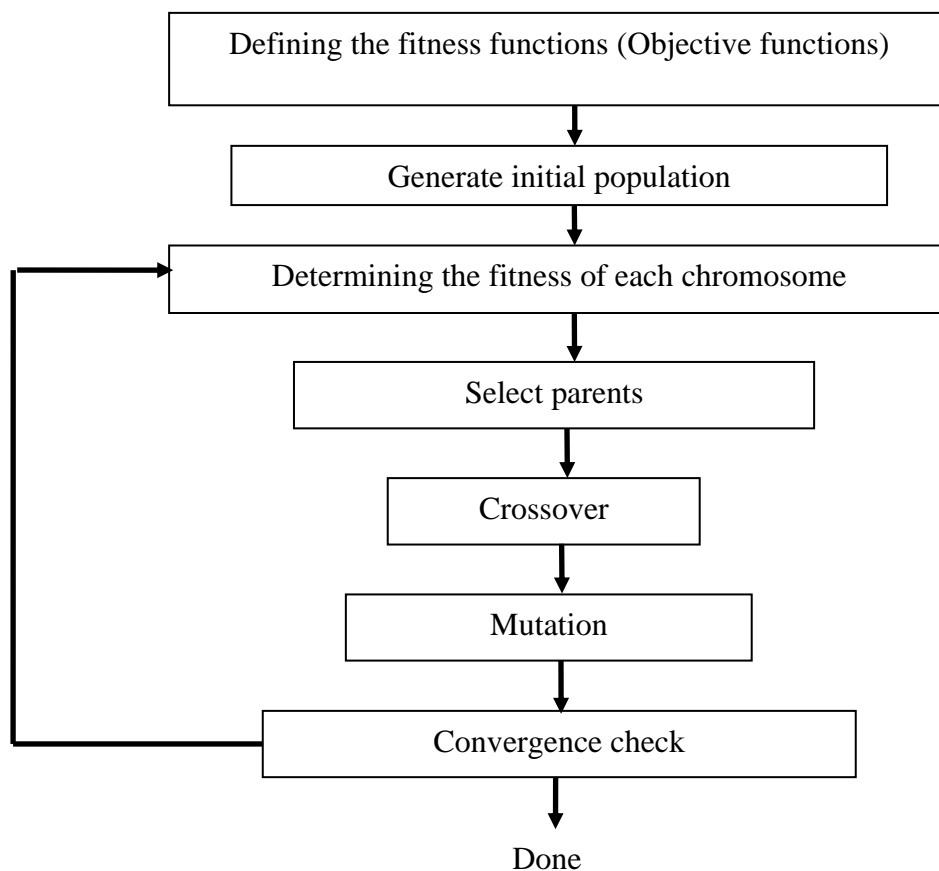 Defining the fitness functions (Objective functions)
Generate initial population
Determining the fitness of each chromosome
Select parents
Crossover
Mutation
Convergence check
Done